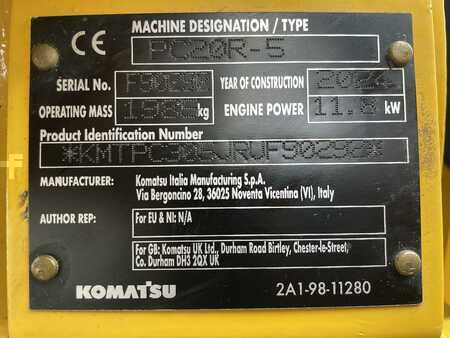 CE
MACHINE DESIGNATION / TYPE
PC20R-5
SERIAL No. F90292 YEAR OF CONSTRUCTION 2024
OPERATING MASS kg ENGINE POWER 11.8 kW
Product Identification Number
MANUFACTURER: Komatsu Italia Manufacturing S.p.A.
Via Bergoncino 28, 36025 Noventa Vicentina (VI), Italy
AUTHOR REP: For EU & NI: N/A
For GB: Komatsu UK Ltd., Durham Road Birtley, Chester-le-Street,
Co. Durham DH3 2QX UK
KOMATSU 2A1-98-11280